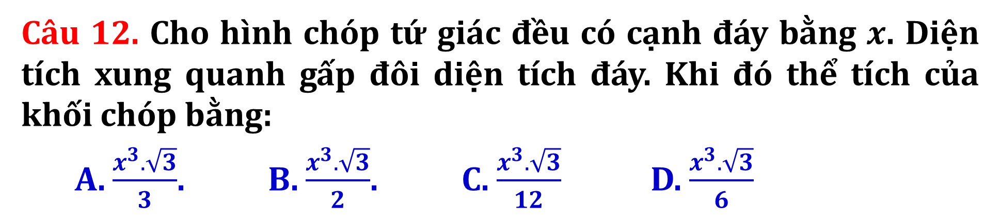 Câu 12. Cho hình chóp tứ giác đều có cạnh đáy bằng x. Diện
tích xung quanh gấp đôi diện tích đáy. Khi đó thể tích của
khối chóp bằng:
A. \frac{x^3.\sqrt{3}}{3}. B. \frac{x^3.\sqrt{3}}{2}. C. \frac{x^3.\sqrt{3}}{12} D. \frac{x^3.\sqrt{3}}{6}